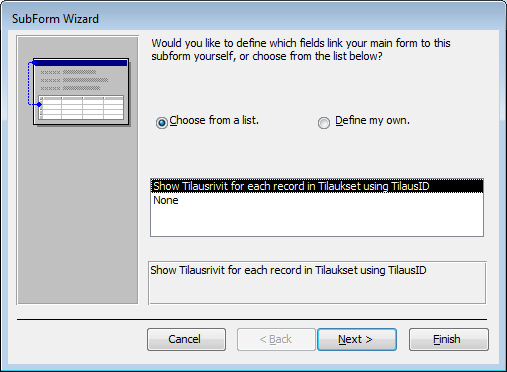 SubForm Wizard
Would you like to define which fields link your main form to this
subform yourself, or choose from the list below?
Choose from a list.
Define my own.
Show Tilausrivit for each record in Tilaukset using TilausID
None
Show Tilausrivit for each record in Tilaukset using TilausID
Cancel
< Back
Next >
Finish